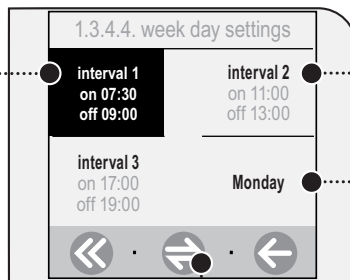 1.3.4.4. week day settings
interval 1
on 07:30
off 09:00
interval 2
on 11:00
off 13:00
interval 3
on 17:00
off 19:00
Monday